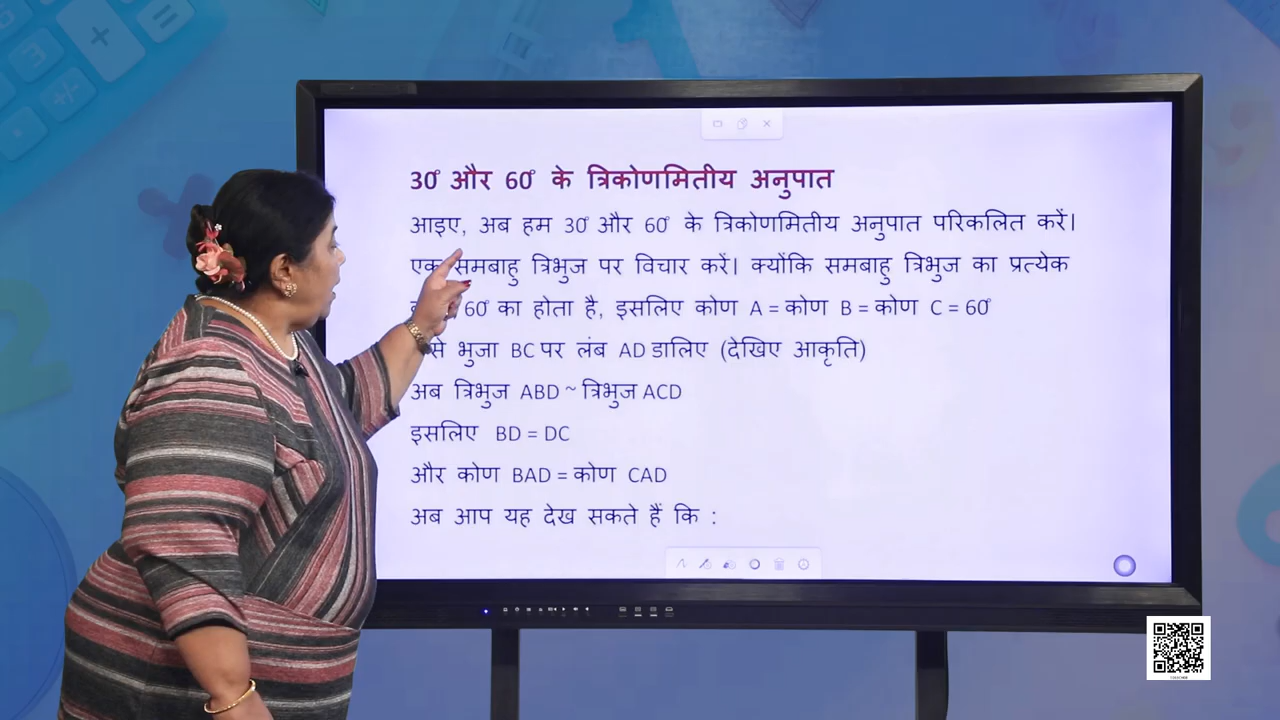 30° और 60° के त्रिकोणमितीय अनुपात
आइए, अब हम 30° और 60° के त्रिकोणमितीय अनुपात परिकलित करें।
एक समबाहु त्रिभुज पर विचार करें। क्योंकि समबाहु त्रिभुज का प्रत्येक
60° का होता है, इसलिए कोण A = कोण B = कोण C = 60°
से भुजा BC पर लंब AD डालिए (देखिए आकृति)
अब त्रिभुज ABD ~ त्रिभुज ACD
इसलिए BD = DC
और कोण BAD = कोण CAD
अब आप यह देख सकते हैं कि :